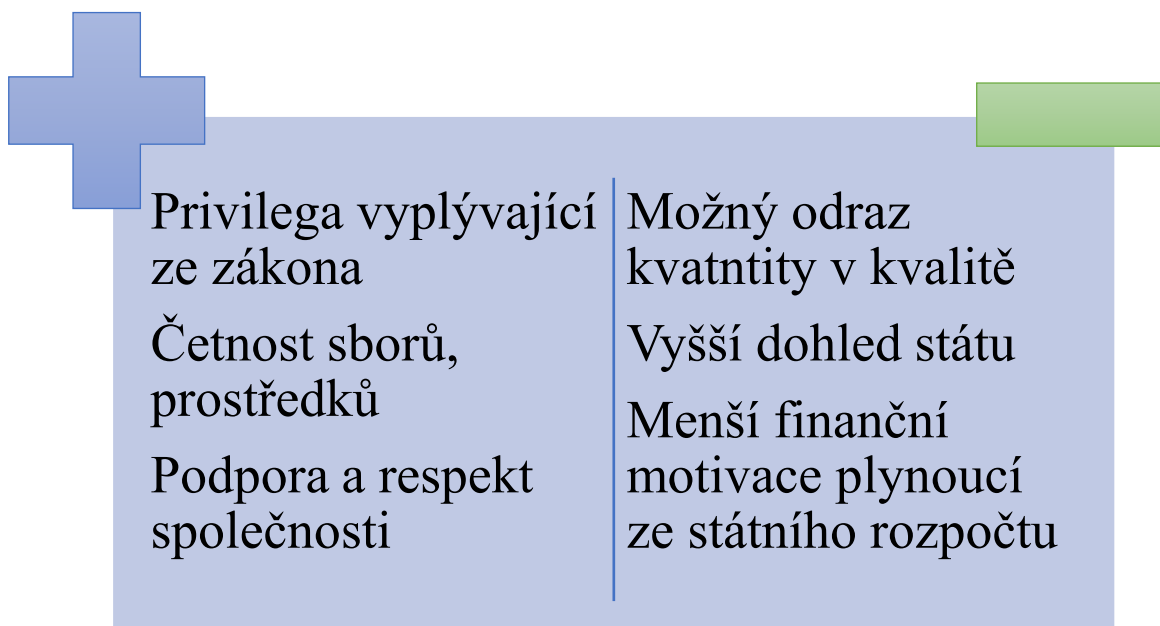 Privilega vyplývající
ze zákona
Četnost sborů,
prostředků
Podpora a respekt
společnosti
Možný odraz
kvatntity v kvalitě
Vyšší dohled státu
Menší finanční
motivace plynoucí
ze státního rozpočtu